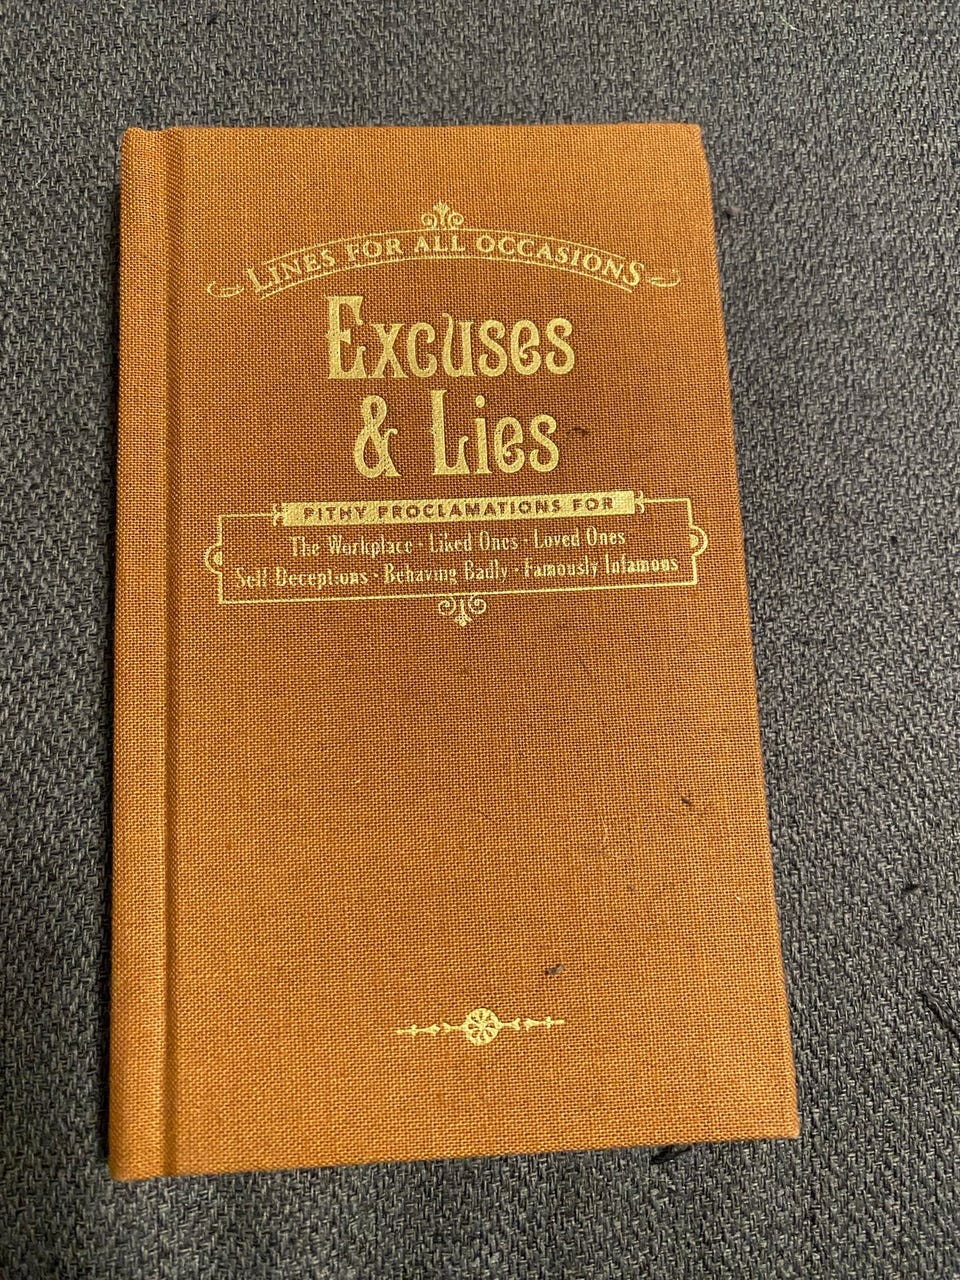 LINES FOR ALL OCCASIONS
Excuses
& Lies
PITHY PROCLAMATIONS FOR
The Workplace · Liked Ones · Loved Ones
Self Deceptions · Behaving Badly · Famously Infamous